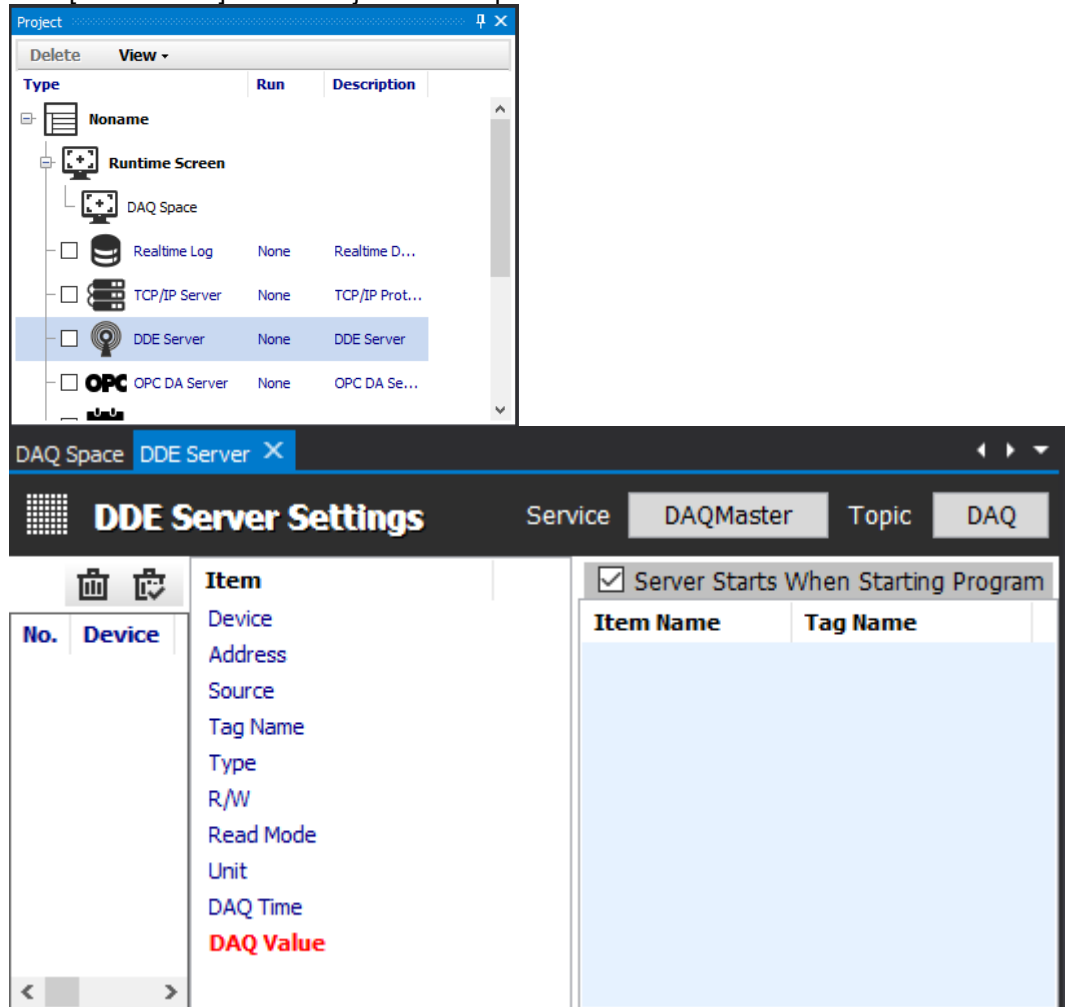 Project
Delete View
Type Run Description
Noname
Runtime Screen
DAQ Space
Realtime Log None Realtime D...
TCP/IP Server None TCP/IP Prot...
DDE Server None DDE Server
OPC OPC DA Server None OPC DA Se...
DAQ Space DDE Server
DDE Server Settings Service DAQMaster Topic DAQ
Item Server Starts When Starting Program
No. Device Device Item Name Tag Name
Address
Source
Tag Name
Type
R/W
Read Mode
Unit
DAQ Time
DAQ Value